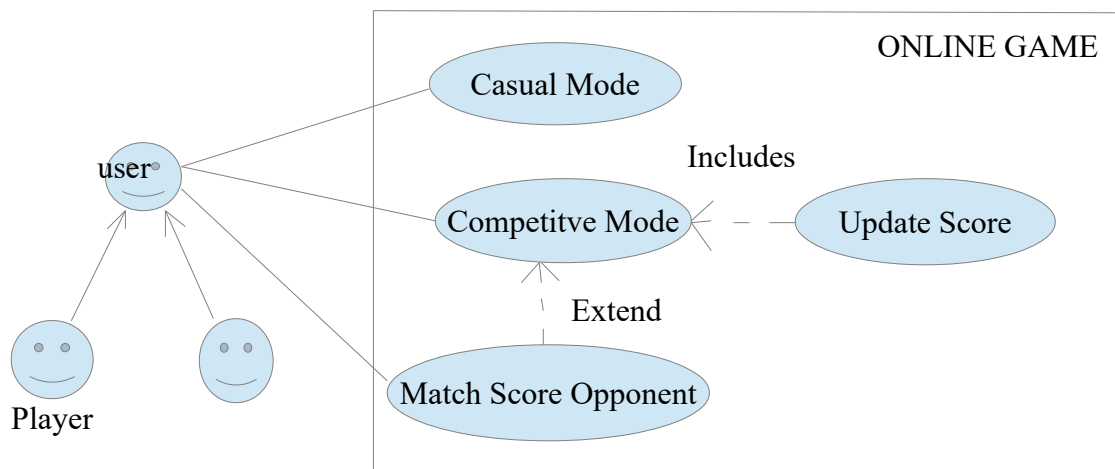 ONLINE GAME
Casual Mode
user
Includes
Competitve Mode
Update Score
Extend
Match Score Opponent
Player